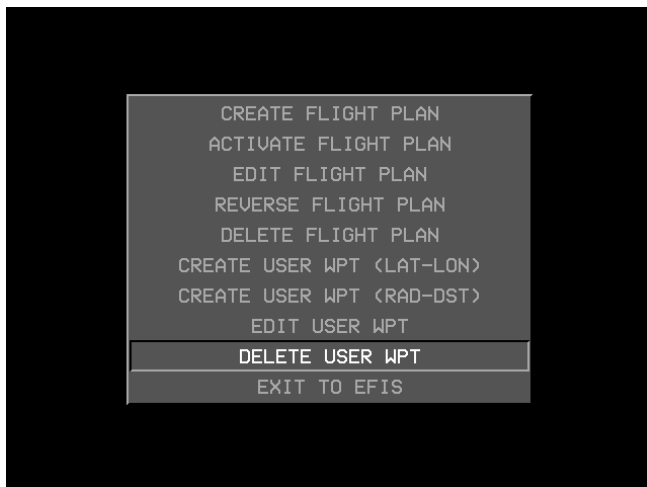 CREATE FLIGHT PLAN
ACTIVATE FLIGHT PLAN
EDIT FLIGHT PLAN
REVERSE FLIGHT PLAN
DELETE FLIGHT PLAN
CREATE USER WPT (LAT-LON)
CREATE USER WPT (RAD-DST)
EDIT USER WPT
DELETE USER WPT
EXIT TO EFIS